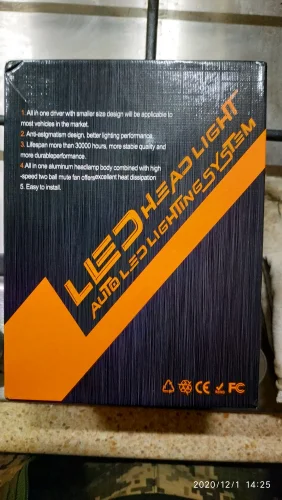 1. All in one driver with smaller size design will be applicable to
most vehicles in the market.
2. Anti-astigmatism design, better lighting performance.
3. Lifespan more than 30000 hours, more stable quality and
more durableperformance.
4.All in one aluminum headlamp body combined with high
-speed two ball mute fan offersexcellent heat dissipation
5. Easy to install.
LED HEAD LIGHT
AUTO LED LIGHTING SYSTEM
CE FC
2020/12/1 14:25